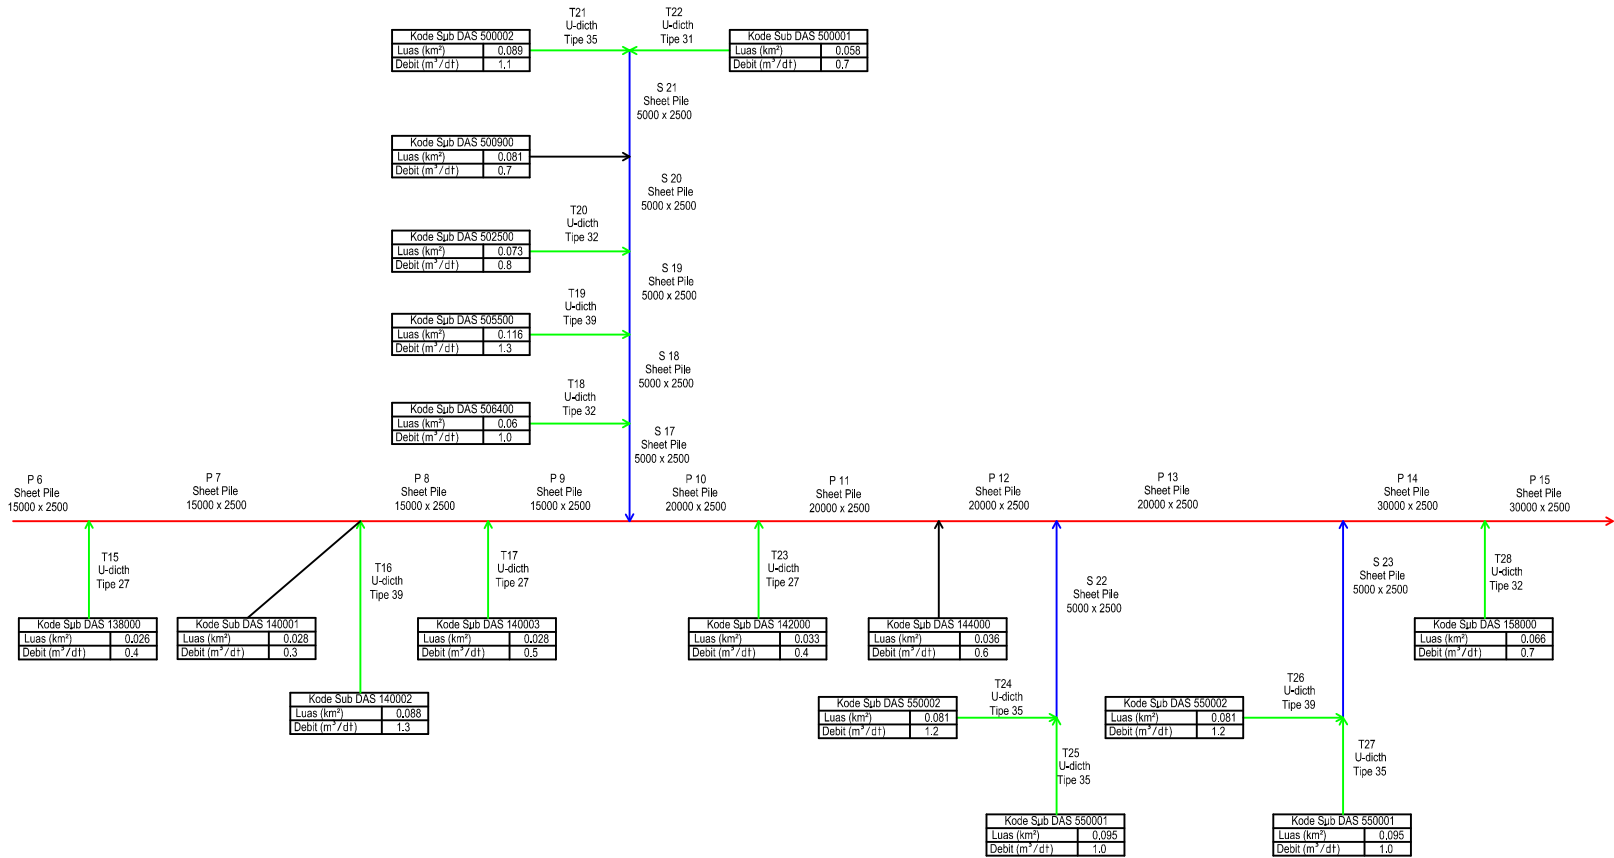 T21
U-dicth
Tipe 35
T22
U-dicth
Tipe 31
Kode Sub DAS 500002
Luas (km²) 0.089
Debit (m³/dt) 1.1
Kode Sub DAS 500001
Luas (km²) 0.058
Debit (m³/dt) 0.7
S 21
Sheet Pile
5000 x 2500
Kode Sub DAS 500900
Luas (km²) 0.081
Debit (m³/dt) 0.7
S 20
Sheet Pile
5000 x 2500
T20
U-dicth
Tipe 32
Kode Sub DAS 502500
Luas (km²) 0.073
Debit (m³/dt) 0.8
S 19
Sheet Pile
5000 x 2500
T19
U-dicth
Tipe 39
Kode Sub DAS 505500
Luas (km²) 0.116
Debit (m³/dt) 1.3
S 18
Sheet Pile
5000 x 2500
T18
U-dicth
Tipe 32
Kode Sub DAS 506400
Luas (km²) 0.06
Debit (m³/dt) 1.0
S 17
Sheet Pile
5000 x 2500
P 6
Sheet Pile
15000 x 2500
P 7
Sheet Pile
15000 x 2500
P 8
Sheet Pile
15000 x 2500
P 9
Sheet Pile
15000 x 2500
P 10
Sheet Pile
20000 x 2500
P 11
Sheet Pile
20000 x 2500
P 12
Sheet Pile
20000 x 2500
P 13
Sheet Pile
20000 x 2500
P 14
Sheet Pile
30000 x 2500
P 15
Sheet Pile
30000 x 2500
T15
U-dicth
Tipe 27
T16
U-dicth
Tipe 39
T17
U-dicth
Tipe 27
T23
U-dicth
Tipe 27
S 22
Sheet Pile
5000 x 2500
S 23
Sheet Pile
5000 x 2500
T28
U-dicth
Tipe 32
Kode Sub DAS 138000
Luas (km²) 0.026
Debit (m³/dt) 0.4
Kode Sub DAS 140001
Luas (km²) 0.028
Debit (m³/dt) 0.3
Kode Sub DAS 140003
Luas (km²) 0.028
Debit (m³/dt) 0.5
Kode Sub DAS 142000
Luas (km²) 0.033
Debit (m³/dt) 0.4
Kode Sub DAS 144000
Luas (km²) 0.036
Debit (m³/dt) 0.6
Kode Sub DAS 158000
Luas (km²) 0.066
Debit (m³/dt) 0.7
Kode Sub DAS 140002
Luas (km²) 0.088
Debit (m³/dt) 1.3
Kode Sub DAS 550002
Luas (km²) 0.081
Debit (m³/dt) 1.2
T24
U-dicth
Tipe 35
Kode Sub DAS 550002
Luas (km²) 0.081
Debit (m³/dt) 1.2
T26
U-dicth
Tipe 39
T25
U-dicth
Tipe 35
T27
U-dicth
Tipe 35
Kode Sub DAS 550001
Luas (km²) 0.095
Debit (m³/dt) 1.0
Kode Sub DAS 550001
Luas (km²) 0.095
Debit (m³/dt) 1.0